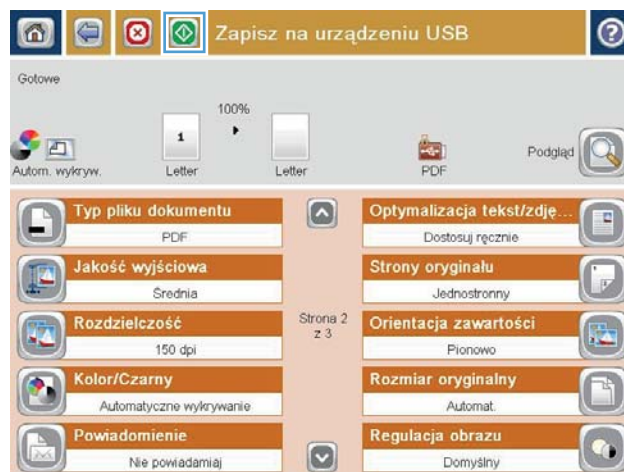 Zapisz na urządzeniu USB
Gotowe
100%
1
Autom. wykryw.
Letter
Letter
PDF
Podgląd
Typ pliku dokumentu
PDF
Jakość wyjściowa
Średnia
Rozdzielczość
150 dpi
Kolor/Czarny
Automatyczne wykrywanie
Powiadomienie
Nie powiadamiaj
Strona 2
z 3
Optymalizacja tekst/zdję...
Dostosuj ręcznie
Strony oryginału
Jednostronny
Orientacja zawartości
Pionowo
Rozmiar oryginalny
Automat.
Regulacja obrazu
Domyślny